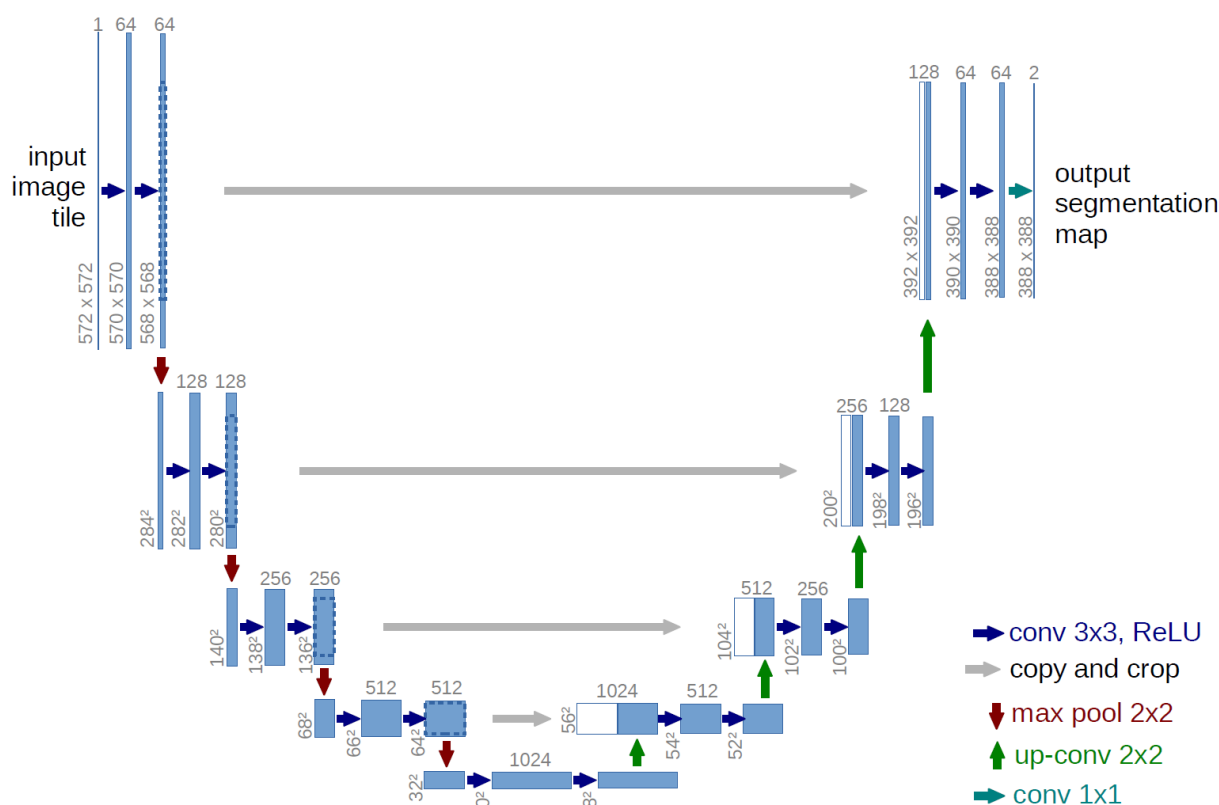 1 64 64
128 64 64 2
input
image
tile
output
segmentation
map
572 x 572
570 x 570
568 x 568
392 x 392
390 x 390
388 x 388
388 x 388
128 128
256 128
284²
282²
280²
200²
198²
196²
256 256
512 256
140²
138²
136²
104²
102²
100²
512 512
1024 512
68²
66²
64²
56²
54²
52²
1024
32²
conv 3x3, ReLU
copy and crop
max pool 2x2
up-conv 2x2
conv 1x1